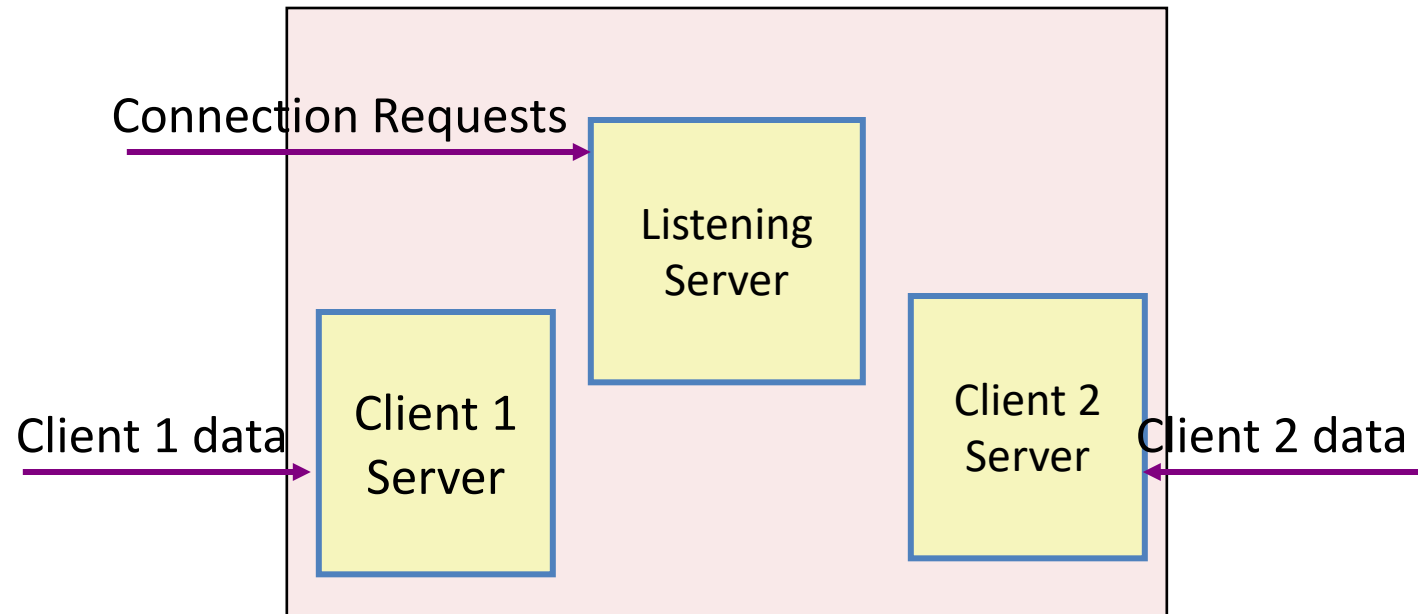 Connection Requests
Listening
Server
Client 1
Server
Client 2
Server
Client 1 data
Client 2 data